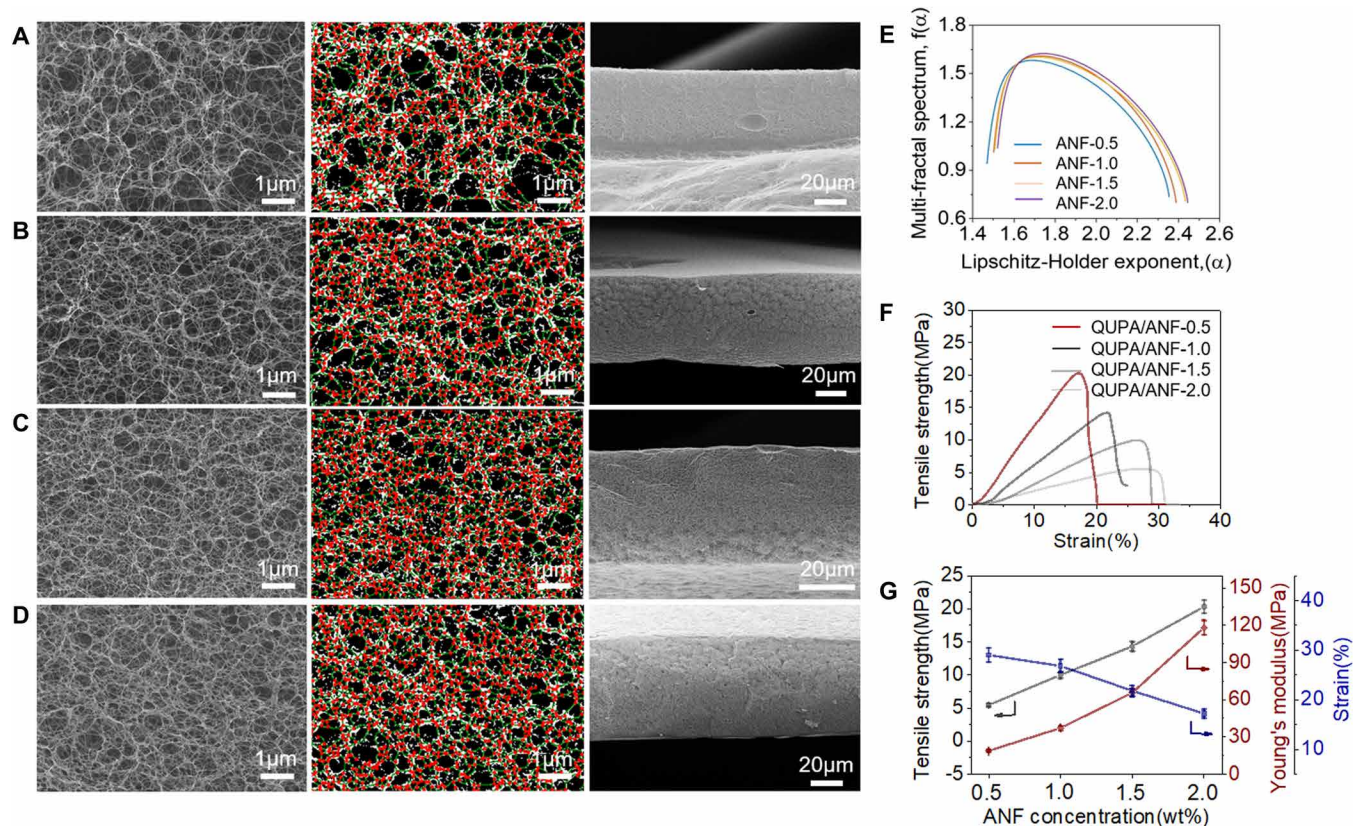 A
1μm
1μm
20μm
B
1μm
1μm
20μm
C
1μm
1μm
20μm
D
1μm
1μm
20μm
E
Multi-fractal spectrum, f(α)
1.8
1.5
1.2
0.9
0.6
ANF-0.5
ANF-1.0
ANF-1.5
ANF-2.0
1.4 1.6 1.8 2.0 2.2 2.4 2.6
Lipschitz-Holder exponent,(α)
F
Tensile strength(MPa)
30
25
20
15
10
5
0
QUPA/ANF-0.5
QUPA/ANF-1.0
QUPA/ANF-1.5
QUPA/ANF-2.0
0 10 20 30 40
Strain(%)
G
Tensile strength(MPa)
25
20
15
10
5
0
-5
150
120
90
60
30
0
Young's modulus(MPa)
40
30
20
10
Strain(%)
0.5 1.0 1.5 2.0
ANF concentration(wt%)